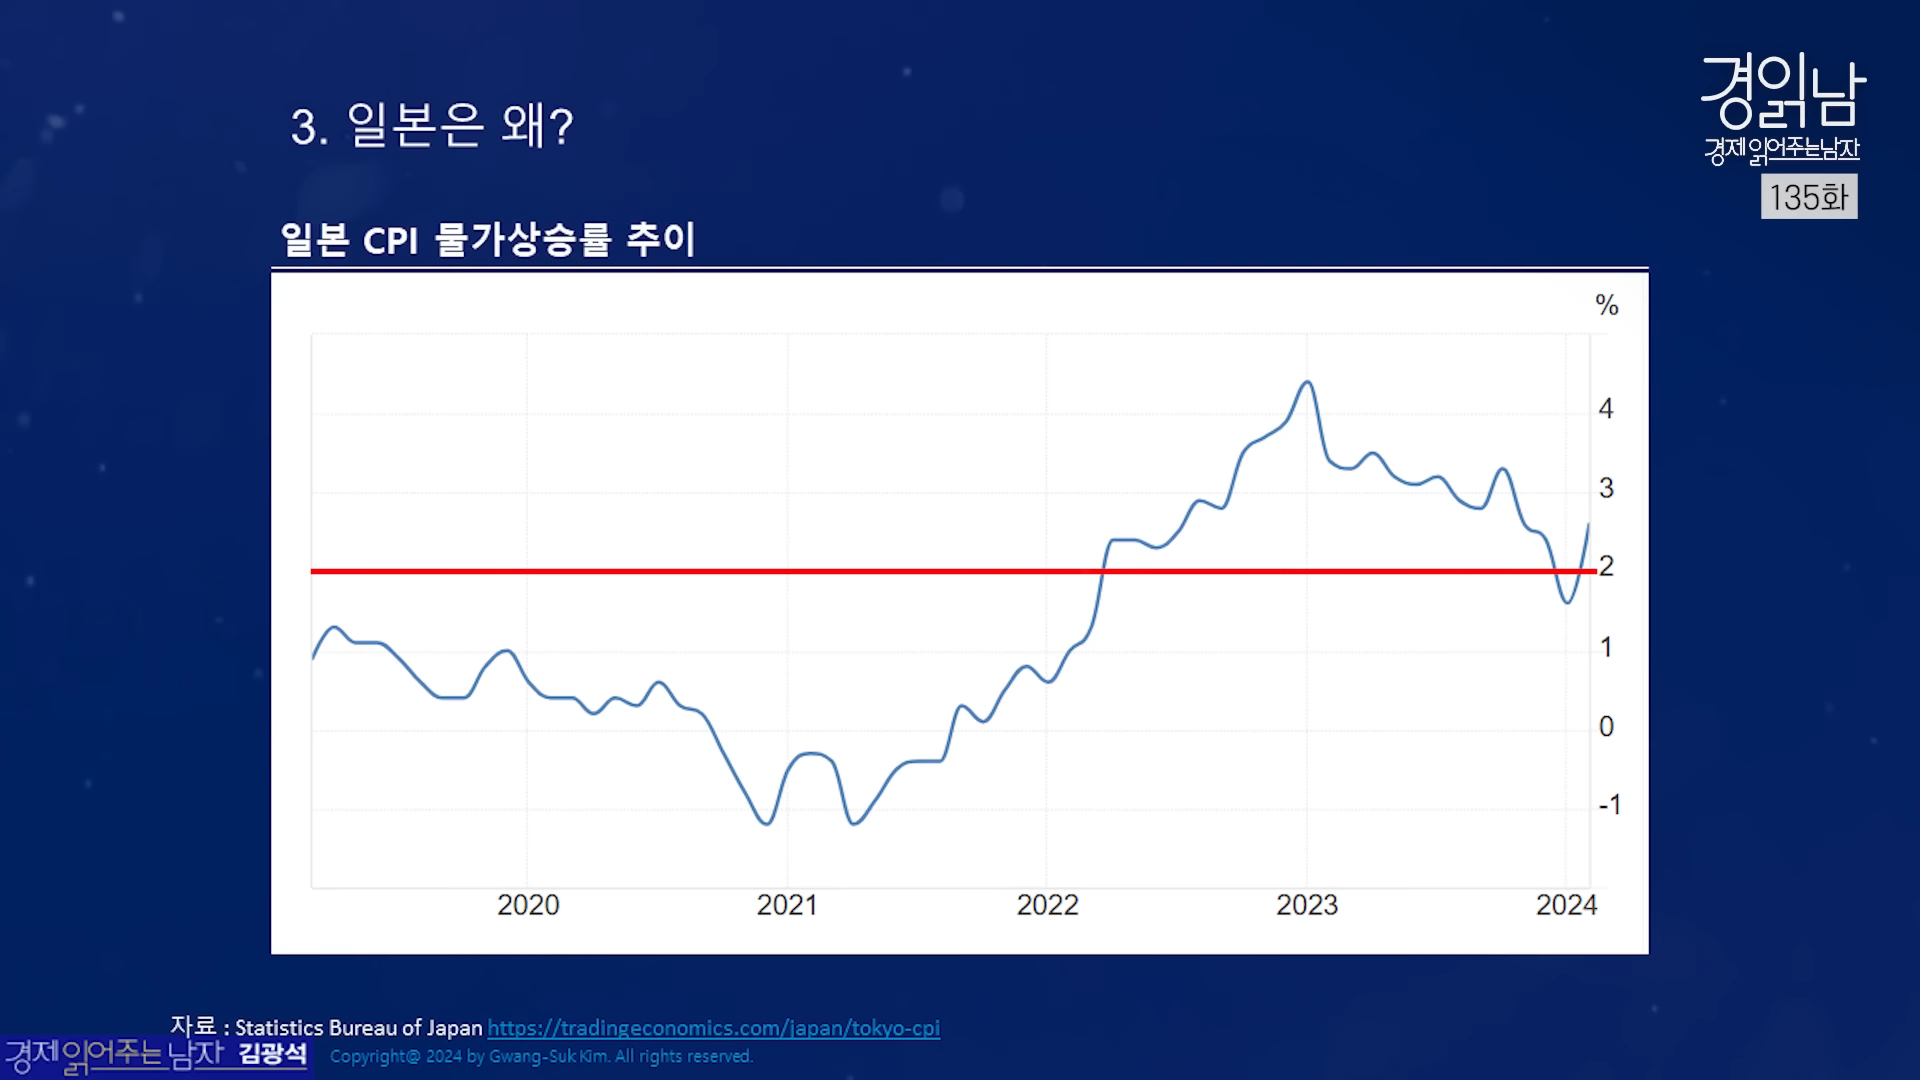 3. 일본은 왜?
경읽남
경제 읽어주는 남자
135화
일본 CPI 물가상승률 추이
%
4
3
2
1
0
-1
2020 2021 2022 2023 2024
자료 : Statistics Bureau of Japan https://tradingeconomics.com/japan/tokyo-cpi
경제 읽어주는 남자 김광석 Copyright@ 2024 by Gwang-Suk Kim. All rights reserved.